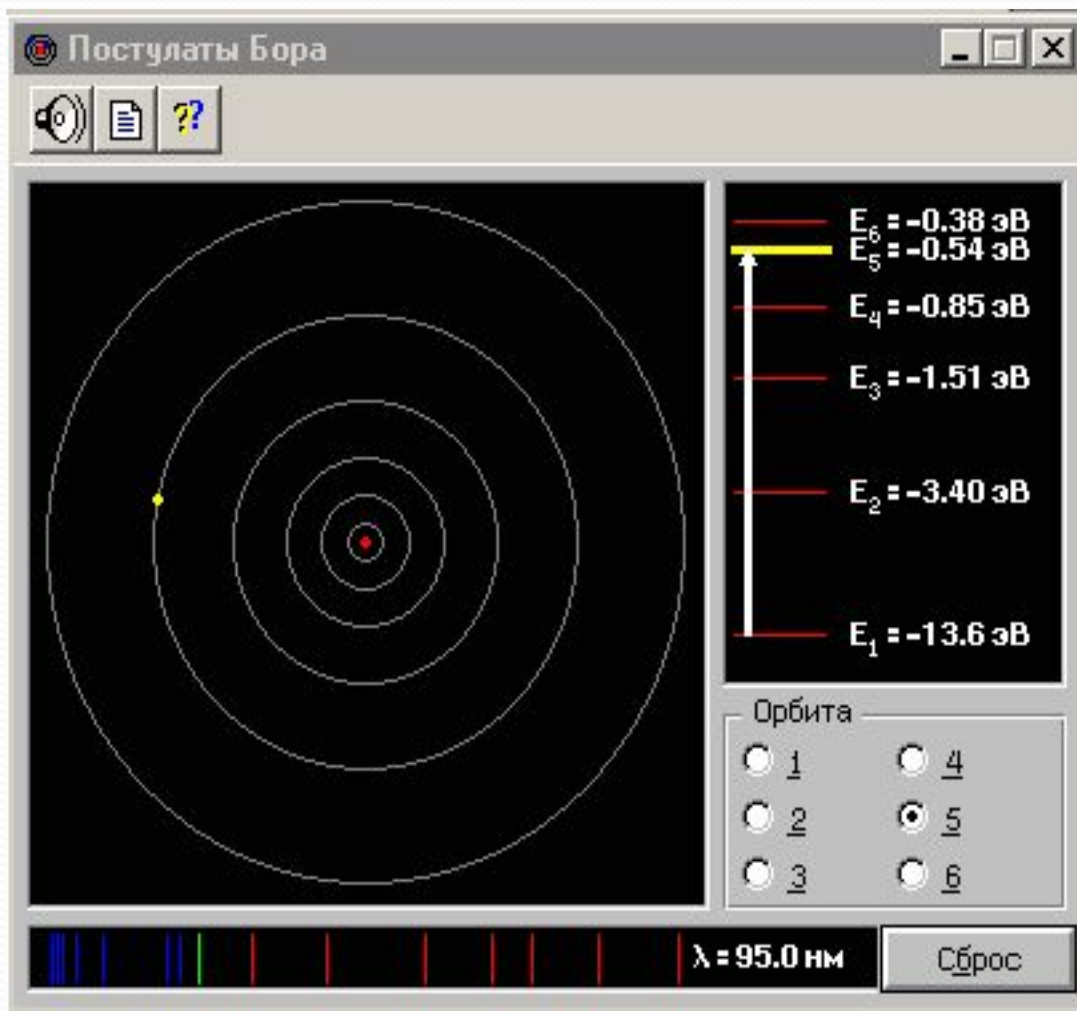 Постулаты Бора
??
E₆ = -0.38 эВ
E₅ = -0.54 эВ
E₄ = -0.85 эВ
E₃ = -1.51 эВ
E₂ = -3.40 эВ
E₁ = -13.6 эВ
Орбита
1 4
2 5
3 6
λ = 95.0 нм Сброс